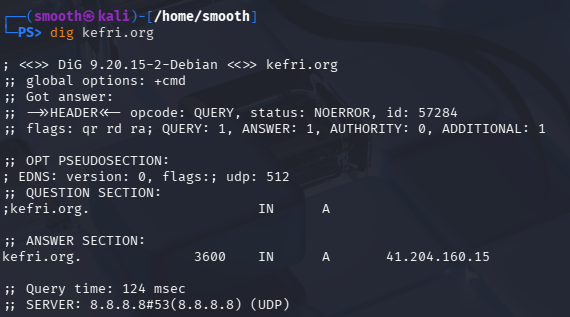 ┌──(smooth㉿kali)-[/home/smooth]
└─PS> dig kefri.org
; <<>> DiG 9.20.15-2-Debian <<>> kefri.org
;; global options: +cmd
;; Got answer:
;; ->>HEADER<<- opcode: QUERY, status: NOERROR, id: 57284
;; flags: qr rd ra; QUERY: 1, ANSWER: 1, AUTHORITY: 0, ADDITIONAL: 1
;; OPT PSEUDOSECTION:
; EDNS: version: 0, flags:; udp: 512
;; QUESTION SECTION:
;kefri.org. IN A
;; ANSWER SECTION:
kefri.org. 3600 IN A 41.204.160.15
;; Query time: 124 msec
;; SERVER: 8.8.8.8#53(8.8.8.8) (UDP)